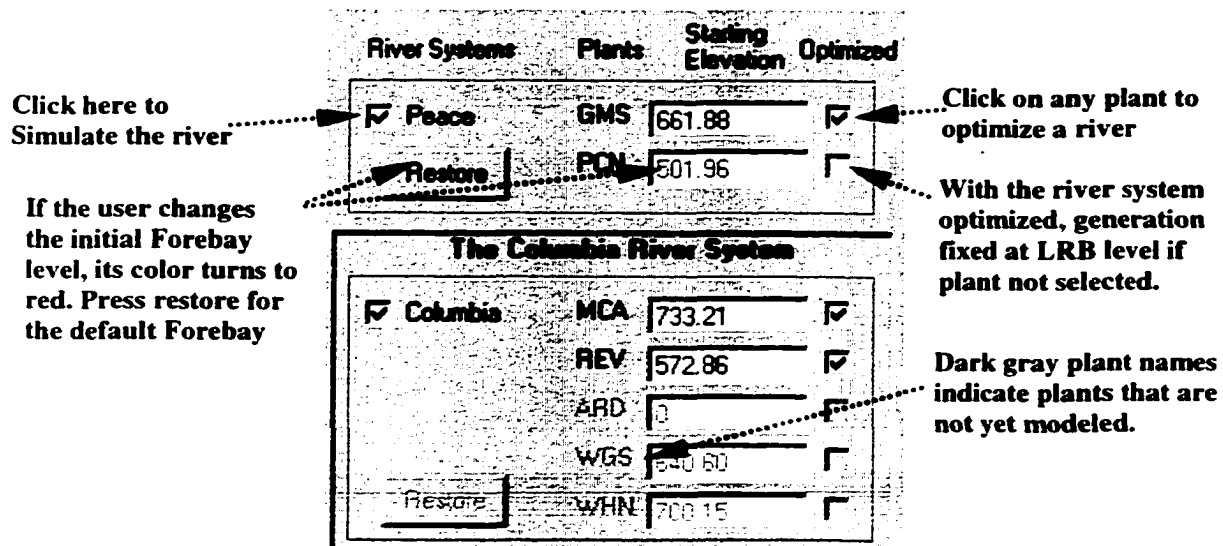 River Systems Plants Starting Elevation Optimized
Click here to
Simulate the river
Peace GMS 661.88
Click on any plant to
optimize a river
Restore PCN 501.96
If the user changes
the initial Forebay
level, its color turns to
red. Press restore for
the default Forebay
With the river system
optimized, generation
fixed at LRB level if
plant not selected.
The Columbia River System
Columbia MCA 733.21
REV 572.86
ARD 0
WGS 540.60
Restore WHN 700.15
Dark gray plant names
indicate plants that are
not yet modeled.